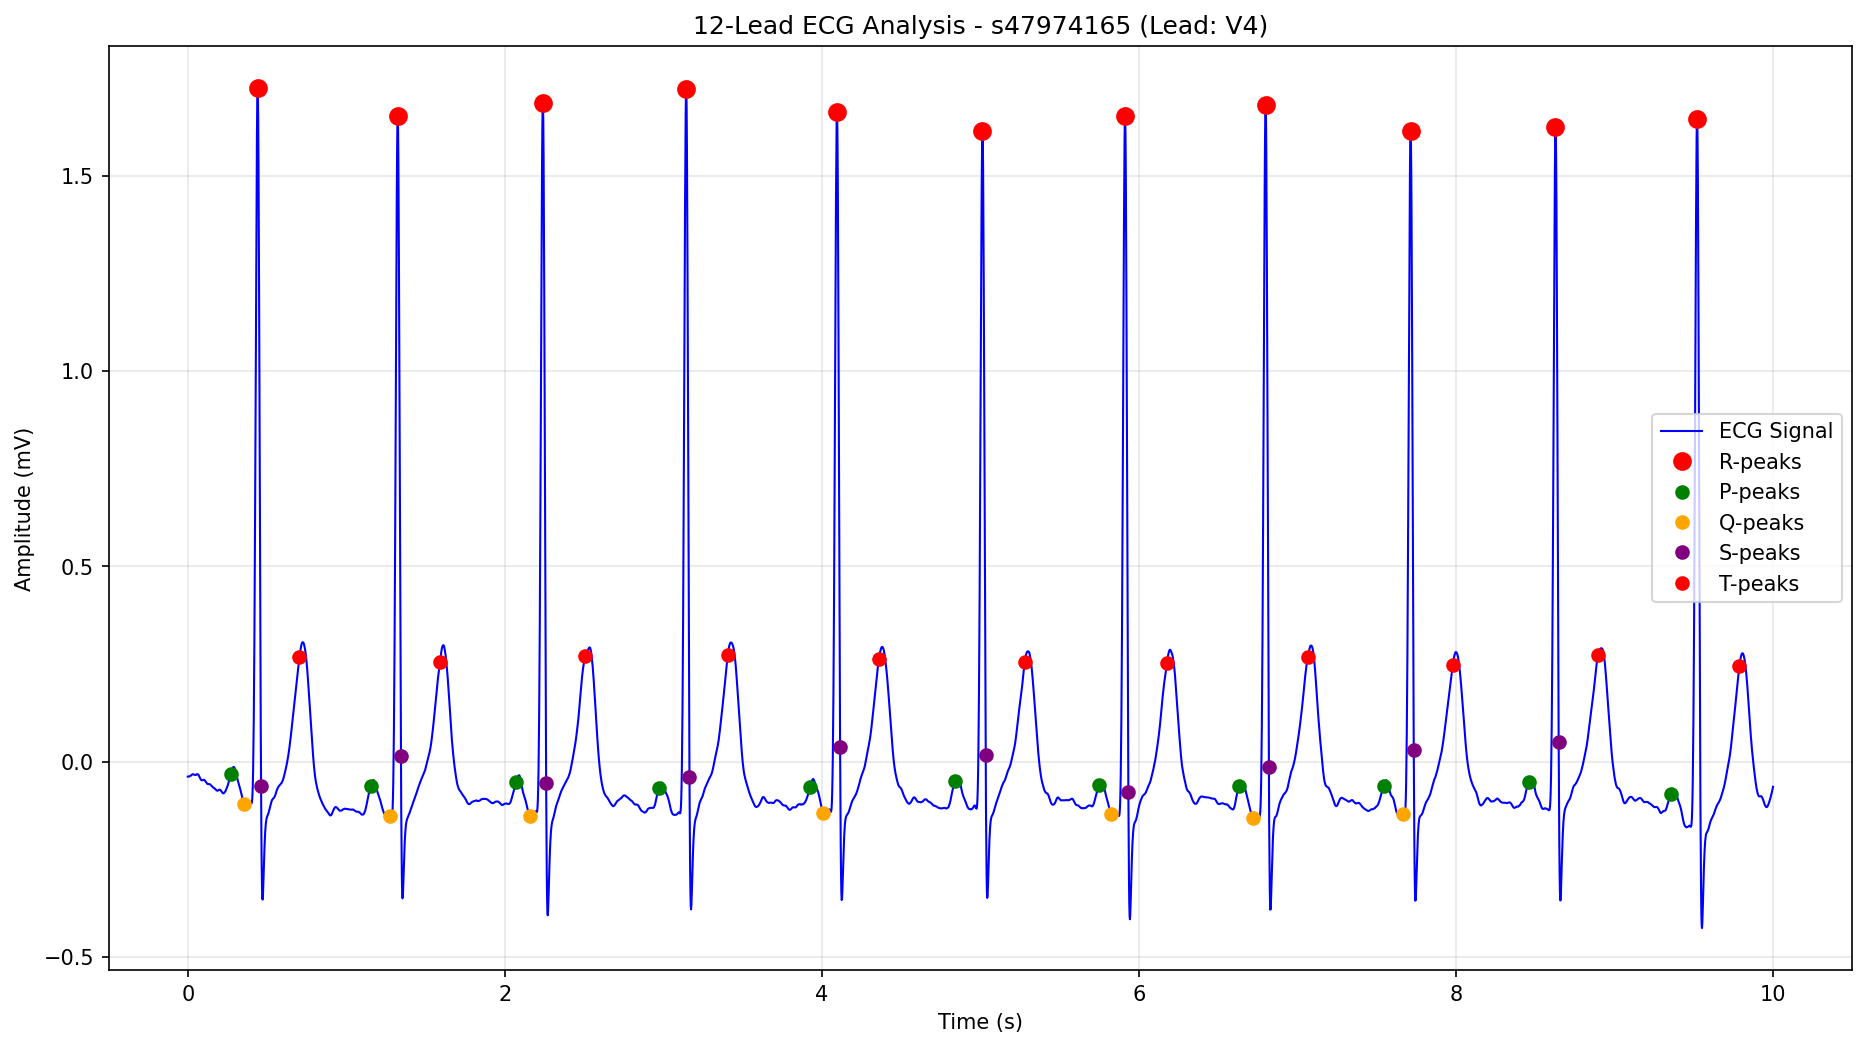 12-Lead ECG Analysis - s47974165 (Lead: V4)
Amplitude (mV)
1.5
1.0
0.5
0.0
−0.5
ECG Signal
R-peaks
P-peaks
Q-peaks
S-peaks
T-peaks
0 2 4 6 8 10
Time (s)